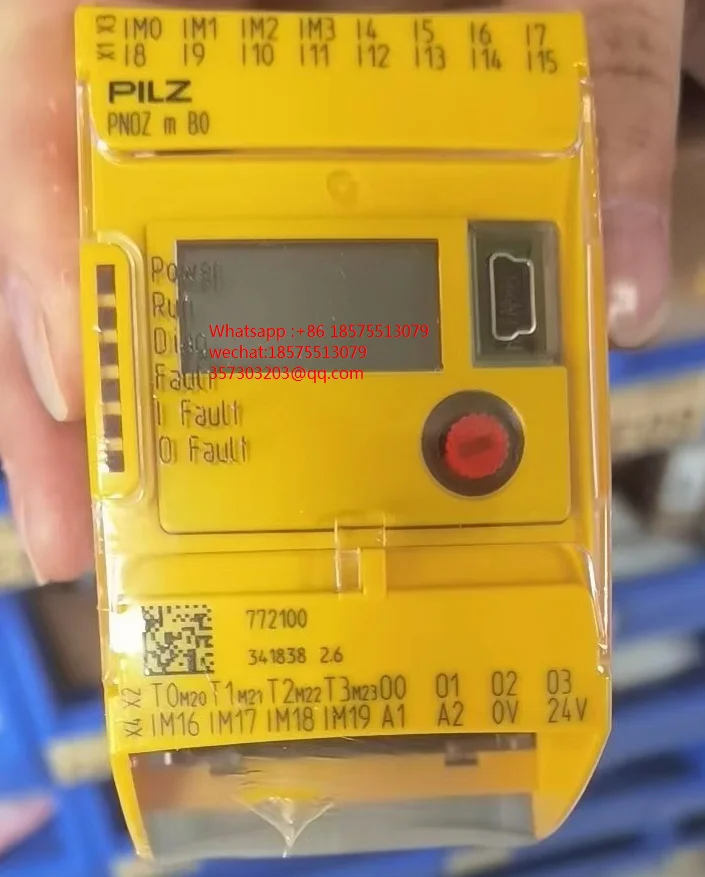 X3 IM0 IM1 IM2 IM3 I4 I5 I6 I7
X1 I8 I9 I10 I11 I12 I13 I14 I15
PILZ
PNOZ m B0
Power
Run
Diag
Whatsapp :+86 18575513079
wechat:18575513079
357303203@qq.com
Fault
I Fault
O Fault
772100
341838 2.6
X2 T0M20 T1M21 T2M22 T3M23 O0 O1 O2 O3
X4 IM16 IM17 IM18 IM19 A1 A2 0V 24V